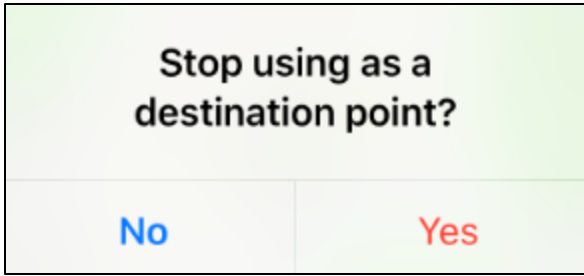 Stop using as a
destination point?
No
Yes